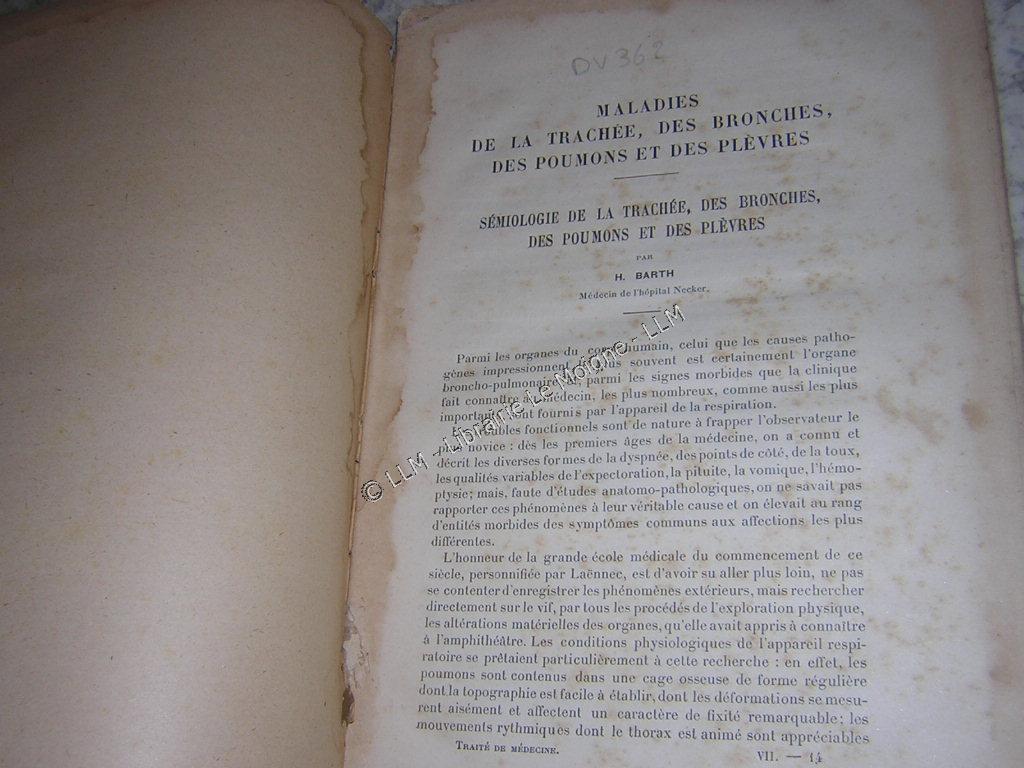 DV 362
MALADIES
DE LA TRACHÉE, DES BRONCHES,
DES POUMONS ET DES PLÈVRES
SÉMIOLOGIE DE LA TRACHÉE, DES BRONCHES,
DES POUMONS ET DES PLÈVRES
PAR
H. BARTH
Médecin de l'hôpital Necker.
Parmi les organes du corps humain, celui que les causes patho-
gènes impressionnent le plus souvent est certainement l'organe
broncho-pulmonaire et, parmi les signes morbides que la clinique
fait connaître au médecin, les plus nombreux, comme aussi les plus
importants sont fournis par l'appareil de la respiration.
troubles fonctionnels sont de nature à frapper l'observateur le
plus novice : dès les premiers âges de la médecine, on a connu et
décrit les diverses formes de la dyspnée, des points de côté, de la toux,
les qualités variables de l'expectoration, la pituite, la vomique, l'hémo-
ptysie; mais, faute d'études anatomo-pathologiques, on ne savait pas
rapporter ces phénomènes à leur véritable cause et on élevait au rang
d'entités morbides des symptômes communs aux affections les plus
différentes.
L'honneur de la grande école médicale du commencement de ce
siècle, personnifiée par Laënnec, est d'avoir su aller plus loin, ne pas
se contenter d'enregistrer les phénomènes extérieurs, mais rechercher
directement sur le vif, par tous les procédés de l'exploration physique,
les altérations matérielles des organes, qu'elle avait appris à connaître
à l'amphithéâtre. Les conditions physiologiques de l'appareil respi-
ratoire se prêtaient particulièrement à cette recherche : en effet, les
poumons sont contenus dans une cage osseuse de forme régulière
dont la topographie est facile à établir, dont les déformations se mesu-
rent aisément et affectent un caractère de fixité remarquable; les
mouvements rythmiques dont le thorax est animé sont appréciables
TRAITÉ DE MÉDECINE.
VII. — 14
© LLM - Librairie Le Moione - LLM